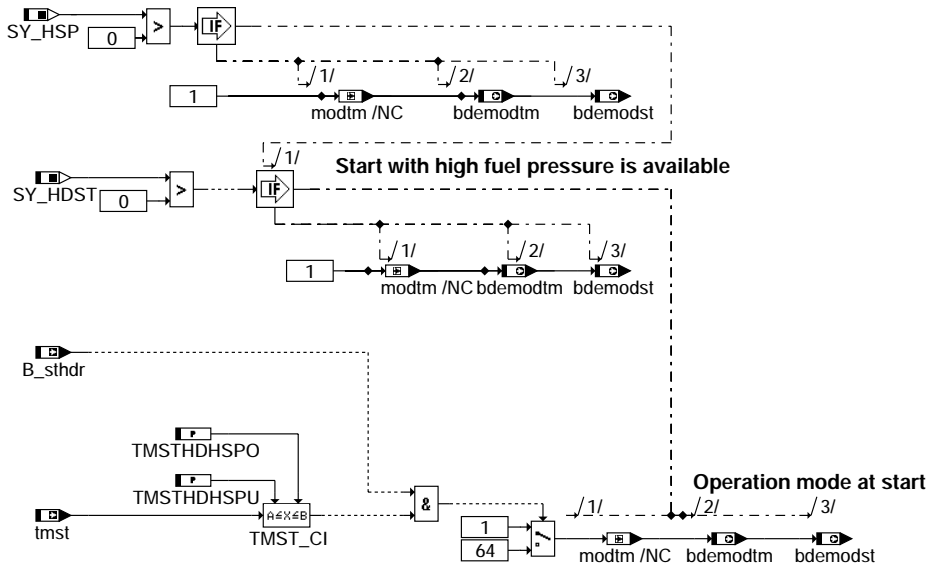 SY_HSP
0
>
IF
1/
2/
3/
1
modtm /NC
bdemodtm
bdemodst
1/
Start with high fuel pressure is available
SY_HDST
0
>
IF
1/
2/
3/
1
modtm /NC
bdemodtm
bdemodst
B_sthdr
P
TMSTHDHSPO
P
TMSTHDHSPU
Operation mode at start
&
1/
2/
3/
tmst
A≤X≤B
TMST_CI
1
64
modtm /NC
bdemodtm
bdemodst